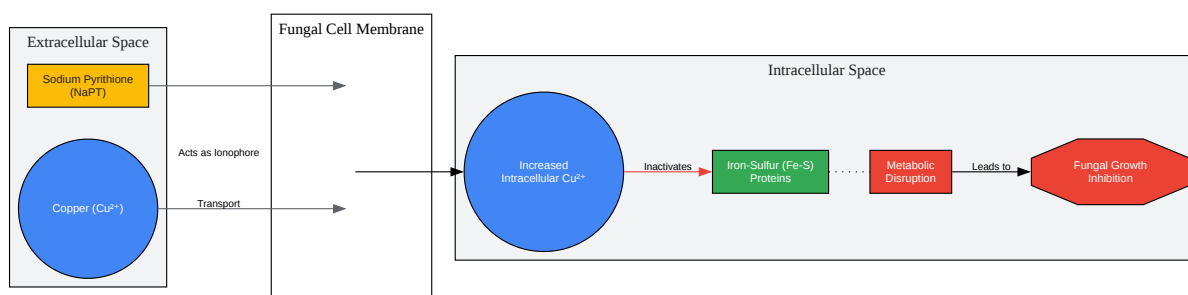 Extracellular Space
Sodium Pyrithione
(NaPT)
Copper (Cu²⁺)
Acts as Ionophore
Transport
Fungal Cell Membrane
Intracellular Space
Increased
Intracellular Cu²⁺
Inactivates
Iron-Sulfur (Fe-S)
Proteins
Metabolic
Disruption
Leads to
Fungal Growth
Inhibition